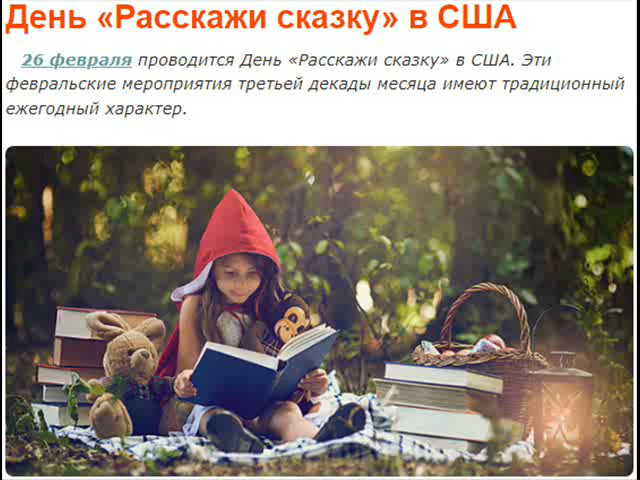 День «Расскажи сказку» в США
26 февраля проводится День «Расскажи сказку» в США. Эти
февральские мероприятия третьей декады месяца имеют традиционный
ежегодный характер.